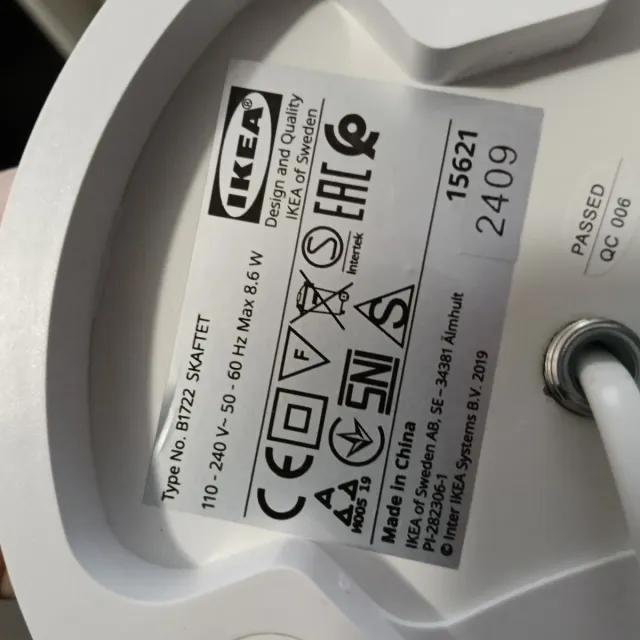 IKEA®
Design and Quality
IKEA of Sweden
Type No. B1722 SKAFTET
110 - 240 V~ 50 - 60 Hz Max 8.6 W
CE
F
S
Intertek
EAC
SNI
S
15621
2409
Made in China
IKEA of Sweden AB, SE – 34381 Älmhult
PI-282306-1
© Inter IKEA Systems B.V. 2019
PASSED
QC 006